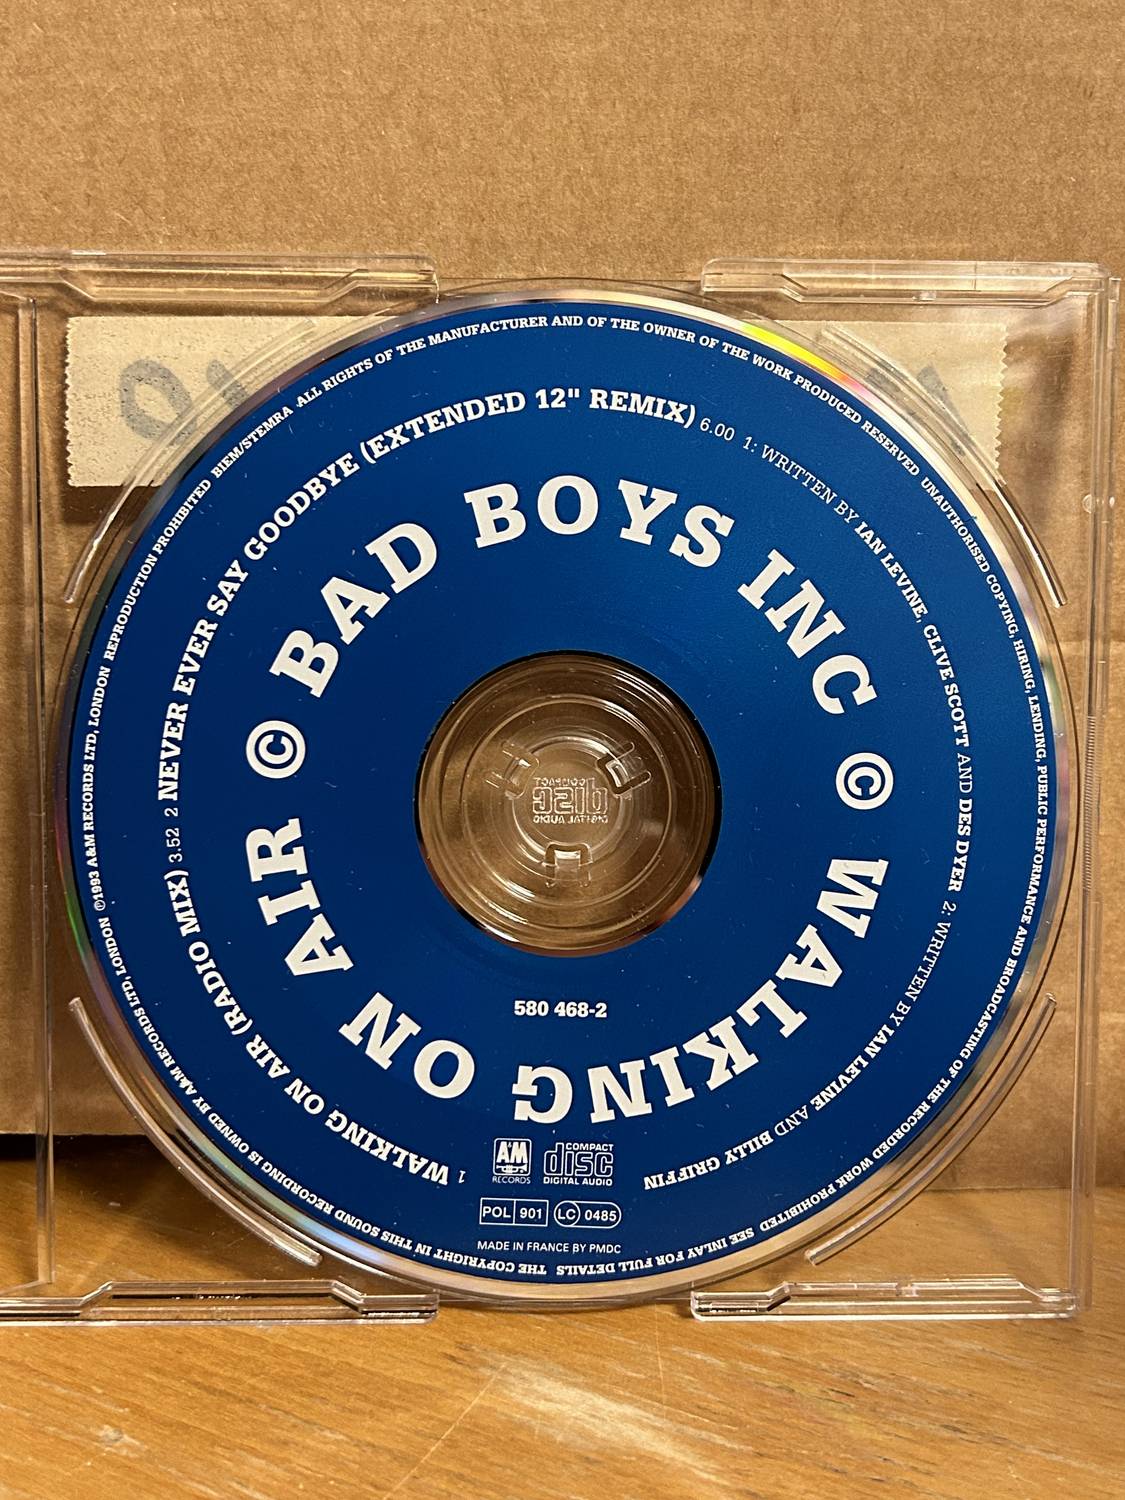 © BAD BOYS INC © WALKING ON AIR
1 WALKING ON AIR (RADIO MIX) 3.52 2 NEVER EVER SAY GOODBYE (EXTENDED 12" REMIX) 6.00 1: WRITTEN BY IAN LEVINE, CLIVE SCOTT AND DES DYER 2: WRITTEN BY IAN LEVINE AND BILLY GRIFFIN
THE COPYRIGHT IN THIS SOUND RECORDING IS OWNED BY A&M RECORDS LTD, LONDON ℗1993 A&M RECORDS LTD, LONDON REPRODUCTION PROHIBITED BIEM/STEMRA ALL RIGHTS OF THE MANUFACTURER AND OF THE OWNER OF THE WORK PRODUCED RESERVED UNAUTHORISED COPYING, HIRING, LENDING, PUBLIC PERFORMANCE AND BROADCASTING OF THE RECORDED WORK PROHIBITED SEE INLAY FOR FULL DETAILS
COMPACT
disc
DIGITAL AUDIO
580 468-2
A&M
RECORDS
COMPACT
disc
DIGITAL AUDIO
POL 901 LC 0485
MADE IN FRANCE BY PMDC